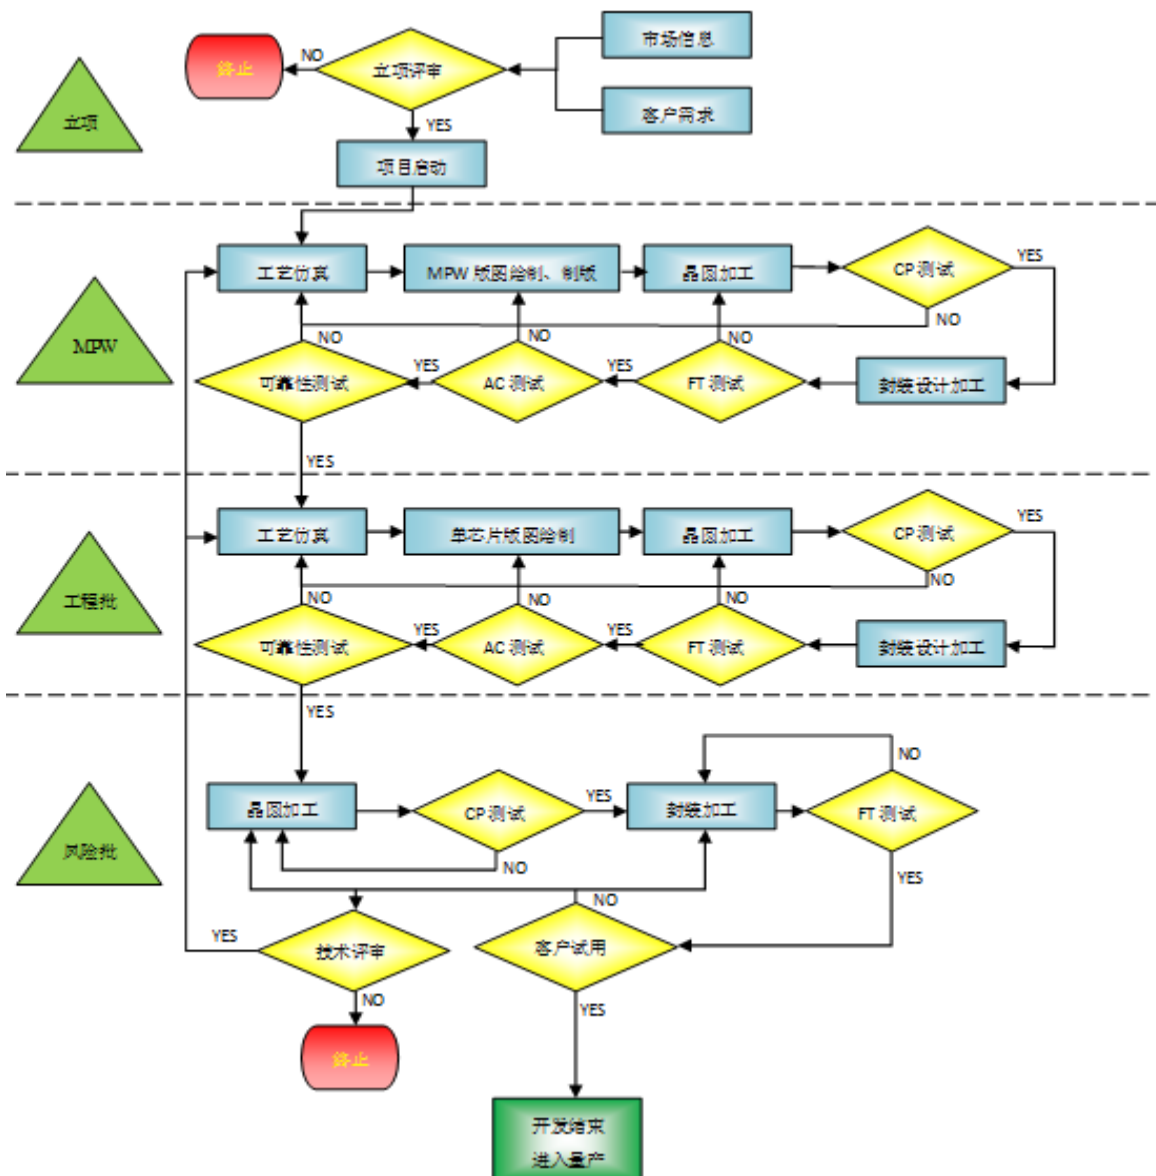 市场信息
终止
NO
立项评审
客户需求
立项
YES
项目启动
工艺仿真
MPW 版图绘制、制版
晶圆加工
CP 测试
YES
NO
NO
NO
NO
MPW
可靠性测试
YES
AC 测试
YES
FT 测试
封装设计加工
YES
工艺仿真
单芯片版图绘制
晶圆加工
CP 测试
YES
NO
NO
NO
NO
工程批
可靠性测试
YES
AC 测试
YES
FT 测试
封装设计加工
YES
NO
晶圆加工
CP 测试
YES
封装加工
FT 测试
风险批
NO
YES
NO
YES
技术评审
客户试用
NO
YES
终止
开发结束
进入量产